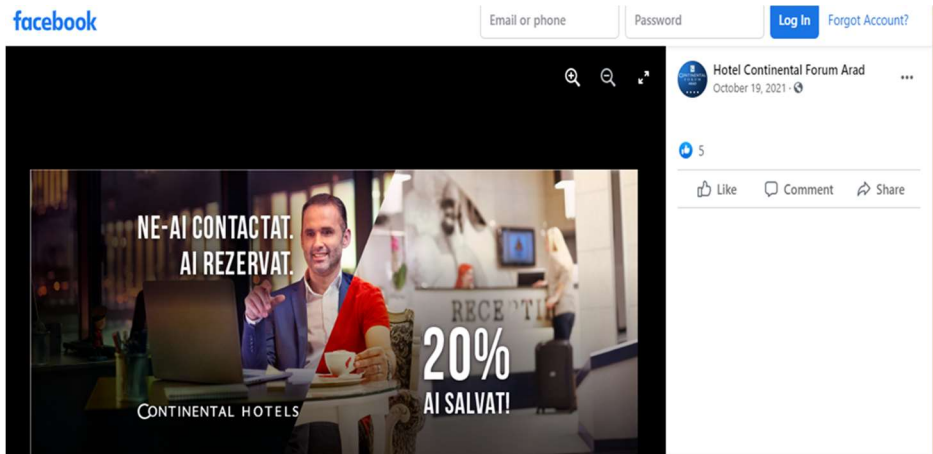 facebook
Email or phone
Password
Log In
Forgot Account?
Hotel Continental Forum Arad
October 19, 2021
5
Like
Comment
Share
NE-AI CONTACTAT.
AI REZERVAT.
RECEPȚI
20%
AI SALVAT!
CONTINENTAL HOTELS